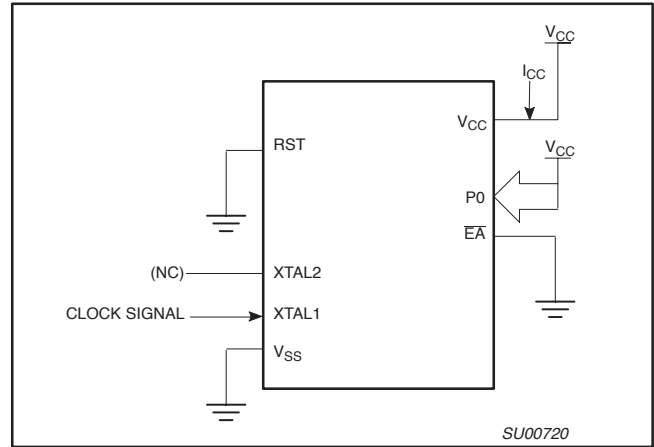 VCC
ICC
VCC
RST
VCC
P0
EA
(NC)
XTAL2
CLOCK SIGNAL
XTAL1
VSS
SU00720